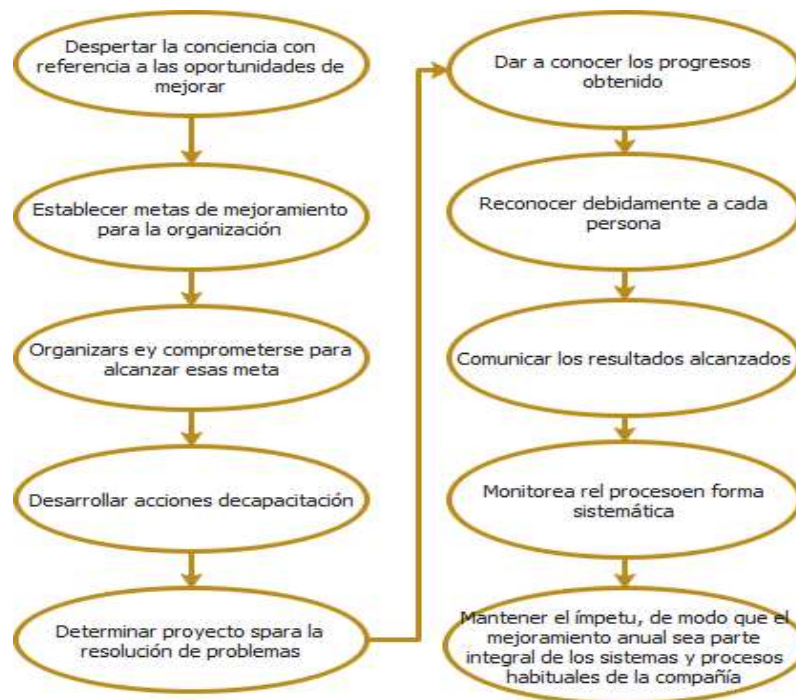 Despertar la conciencia con
referencia a las oportunidades de
mejorar
Establecer metas de mejoramiento
para la organización
Organizars ey comprometerse para
alcanzar esas meta
Desarrollar acciones decapacitación
Determinar proyecto spara la
resolución de problemas
Dar a conocer los progresos
obtenido
Reconocer debidamente a cada
persona
Comunicar los resultados alcanzados
Monitorea rel procesoen forma
sistemática
Mantener el ímpetu, de modo que el
mejoramiento anual sea parte
integral de los sistemas y procesos
habituales de la compañía